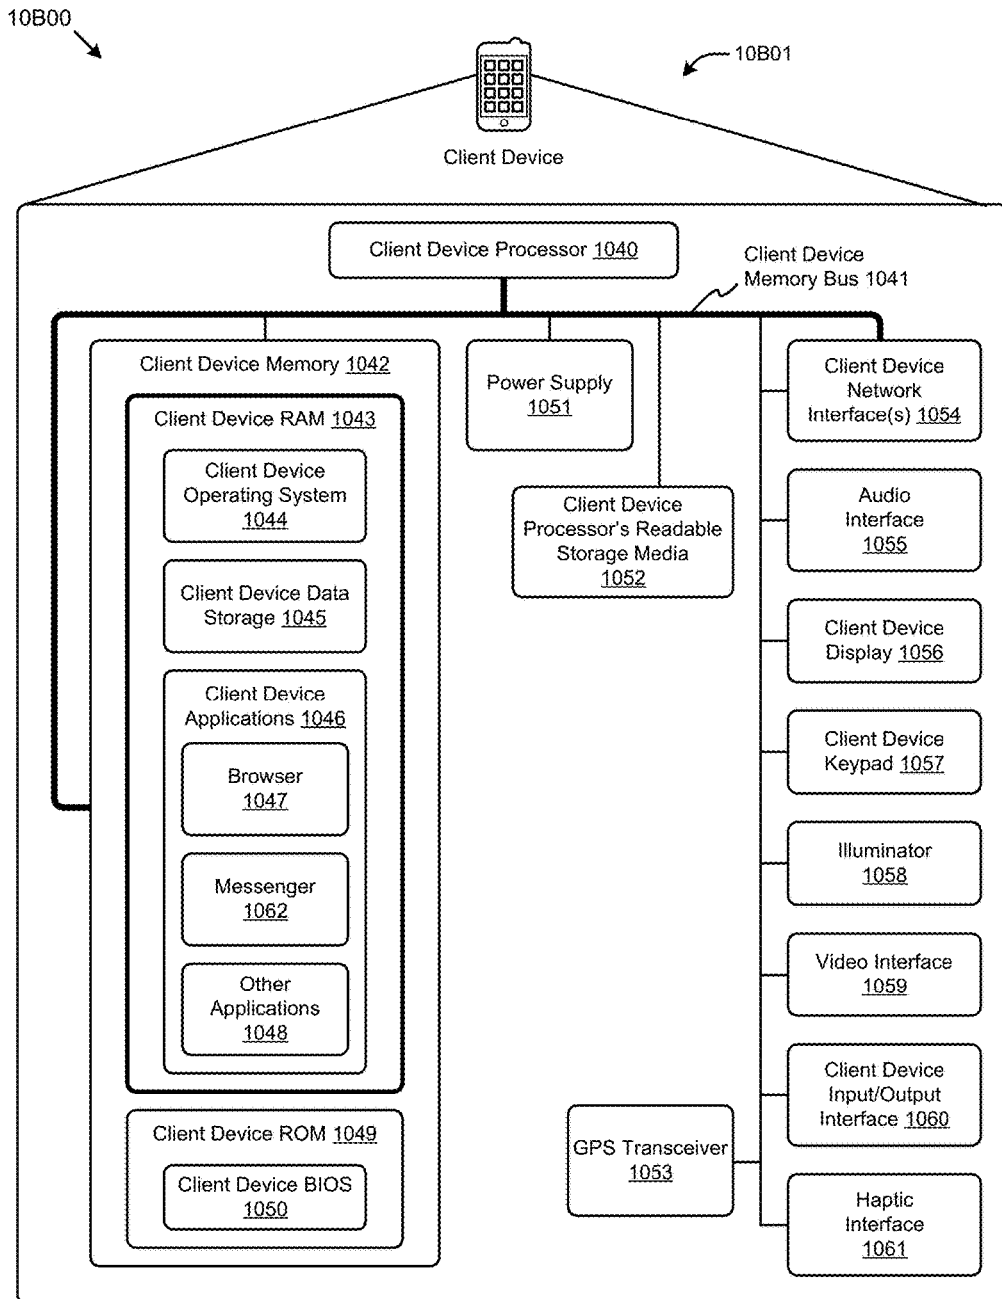 10B00
10B01
Client Device
Client Device Processor 1040
Client Device
Memory Bus 1041
Client Device Memory 1042
Client Device RAM 1043
Client Device
Operating System
1044
Client Device Data
Storage 1045
Client Device
Applications 1046
Browser
1047
Messenger
1062
Other
Applications
1048
Client Device ROM 1049
Client Device BIOS
1050
Power Supply
1051
Client Device
Processor's Readable
Storage Media
1052
GPS Transceiver
1053
Client Device
Network
Interface(s) 1054
Audio
Interface
1055
Client Device
Display 1056
Client Device
Keypad 1057
Illuminator
1058
Video Interface
1059
Client Device
Input/Output
Interface 1060
Haptic
Interface
1061